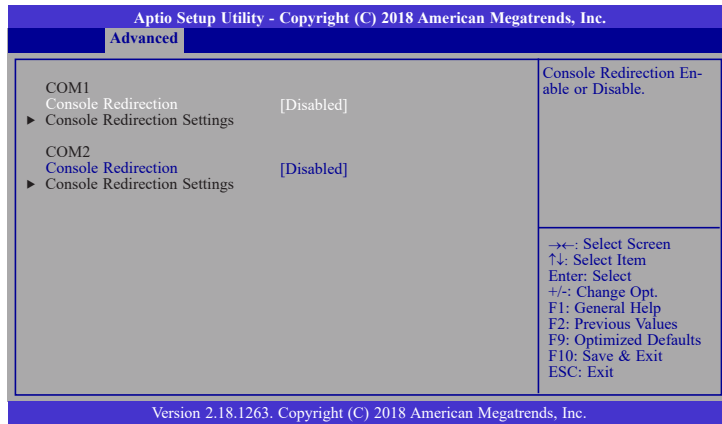 Aptio Setup Utility - Copyright (C) 2018 American Megatrends, Inc.
Advanced
COM1
Console Redirection [Disabled]
► Console Redirection Settings
COM2
Console Redirection [Disabled]
► Console Redirection Settings
Console Redirection En-
able or Disable.
→←: Select Screen
↑↓: Select Item
Enter: Select
+/-: Change Opt.
F1: General Help
F2: Previous Values
F9: Optimized Defaults
F10: Save & Exit
ESC: Exit
Version 2.18.1263. Copyright (C) 2018 American Megatrends, Inc.